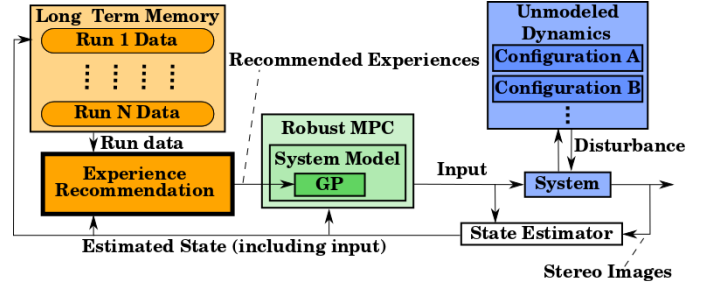 Long Term Memory
Run 1 Data
Run N Data
Run data
Experience
Recommendation
Recommended Experiences
Robust MPC
System Model
GP
Input
Unmodeled
Dynamics
Configuration A
Configuration B
Disturbance
System
State Estimator
Estimated State (including input)
Stereo Images